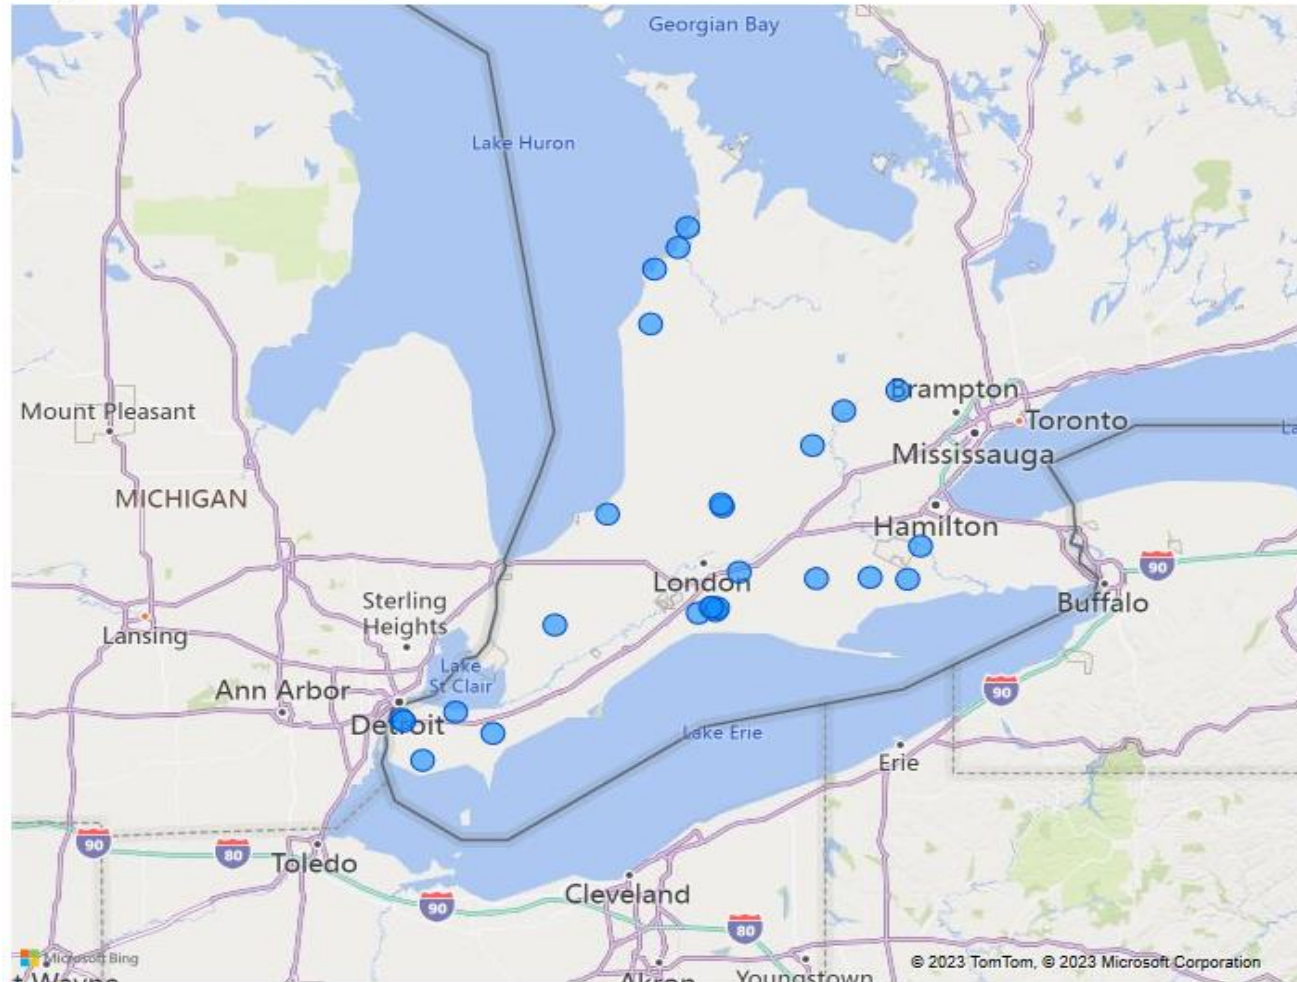 Georgian Bay
Lake Huron
Brampton
Mount Pleasant
Toronto
Mississauga
MICHIGAN
Hamilton
90
London
Sterling
Heights
Buffalo
Lansing
Lake
St Clair
Ann Arbor
90
Detroit
Lake Erie
Erie
90
80
Toledo
Cleveland
90
80
Microsoft Bing
© 2023 TomTom, © 2023 Microsoft Corporation